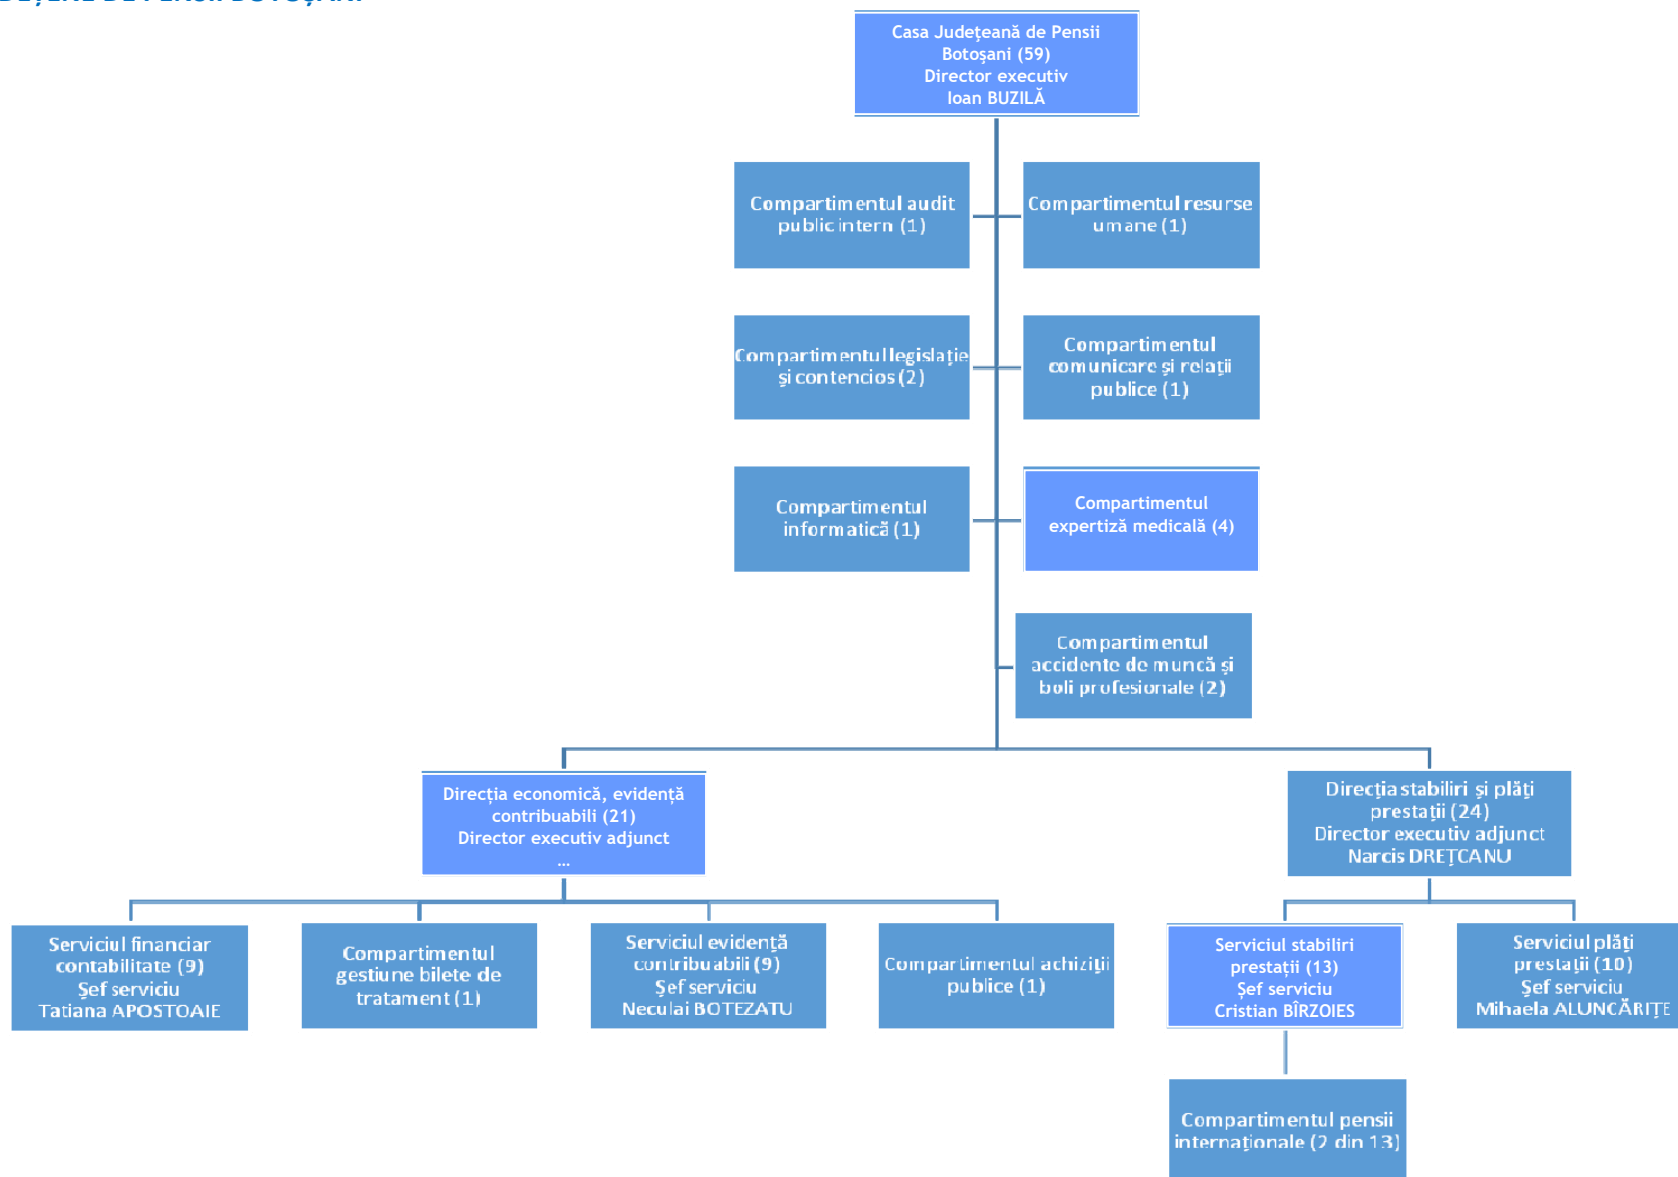 Casa Județeană de Pensii
Botoşani (59)
Director executiv
Ioan BUZILĂ
Compartimentul audit
public intern (1)
Compartimentul resurse
umane (1)
Compartimentul legislație
și contencios (2)
Compartimentul
comunicare și relații
publice (1)
Compartimentul
informatică (1)
Compartimentul
expertiză medicală (4)
Compartimentul
accidente de muncă și
boli profesionale (2)
Direcția economică, evidență
contribuabili (21)
Director executiv adjunct
...
Direcția stabiliri și plăți
prestații (24)
Director executiv adjunct
Narcis DREȚCANU
Serviciul financiar
contabilitate (9)
Șef serviciu
Tatiana APOSTOAIE
Compartimentul
gestiune bilete de
tratament (1)
Serviciul evidență
contribuabili (9)
Șef serviciu
Neculai BOTEZATU
Compartimentul achiziții
publice (1)
Serviciul stabiliri
prestații (13)
Șef serviciu
Cristian BÎRZOIES
Serviciul plăți
prestații (10)
Șef serviciu
Mihaela ALUNCĂRIȚE
Compartimentul pensii
internaționale (2 din 13)